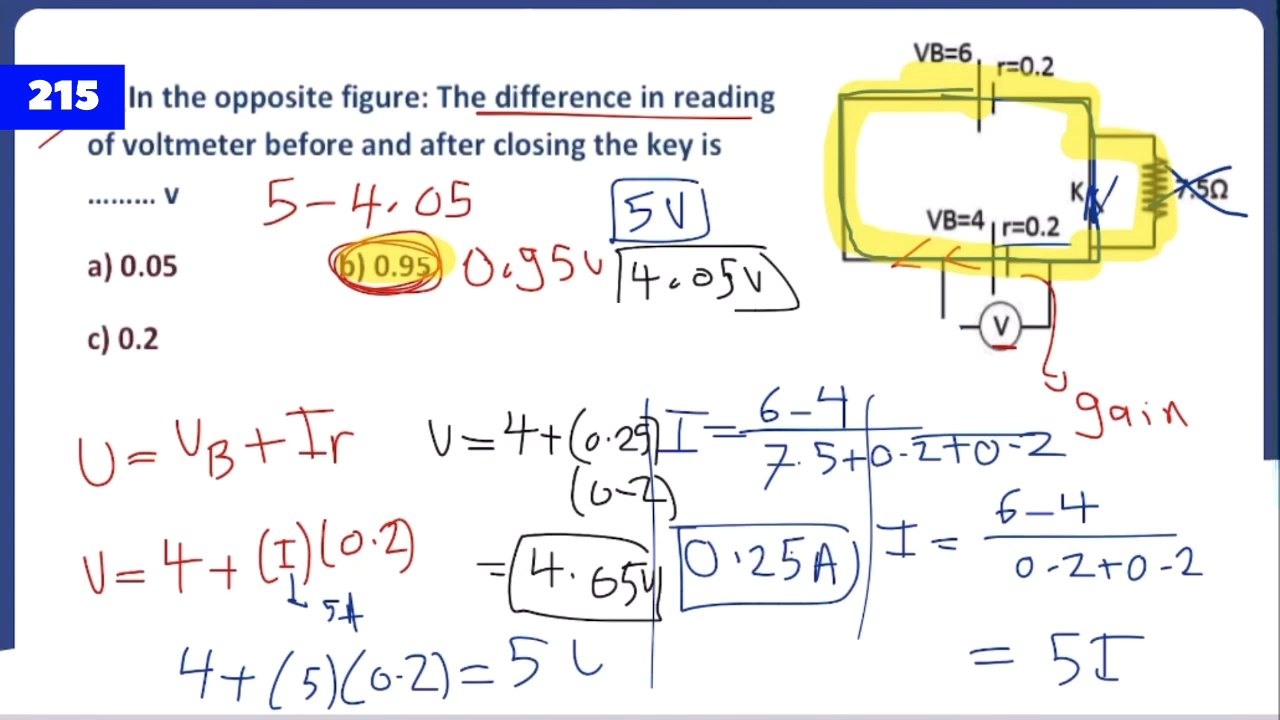 215
In the opposite figure: The difference in reading
of voltmeter before and after closing the key is
......... v
a) 0.05
b) 0.95
c) 0.2
5-4.05
0.95v
5V
4.05V
VB=6
r=0.2
K
7.5Ω
VB=4
r=0.2
V
gain
U = VB + Ir
V = 4 + (I)(0.2)
5A
4+(5)(0.2)=5
V = 4+(0.25)
(0.2)
= 4.05V
I = 6-4
7.5+0.2+0.2
0.25A
I = 6-4
0.2+0.2
= 5I